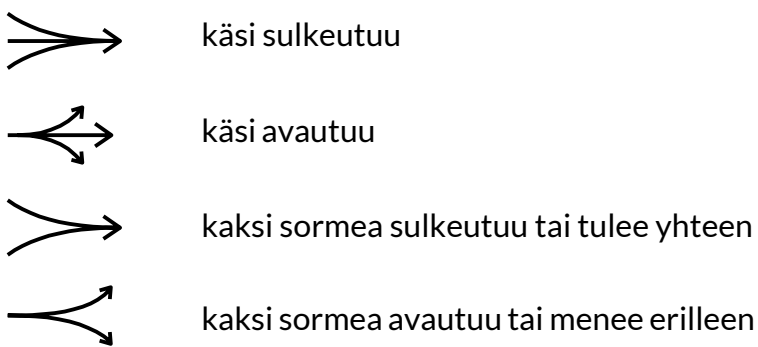 käsi sulkeutuu
käsi avautuu
kaksi sormea sulkeutuu tai tulee yhteen
kaksi sormea avautuu tai menee erilleen